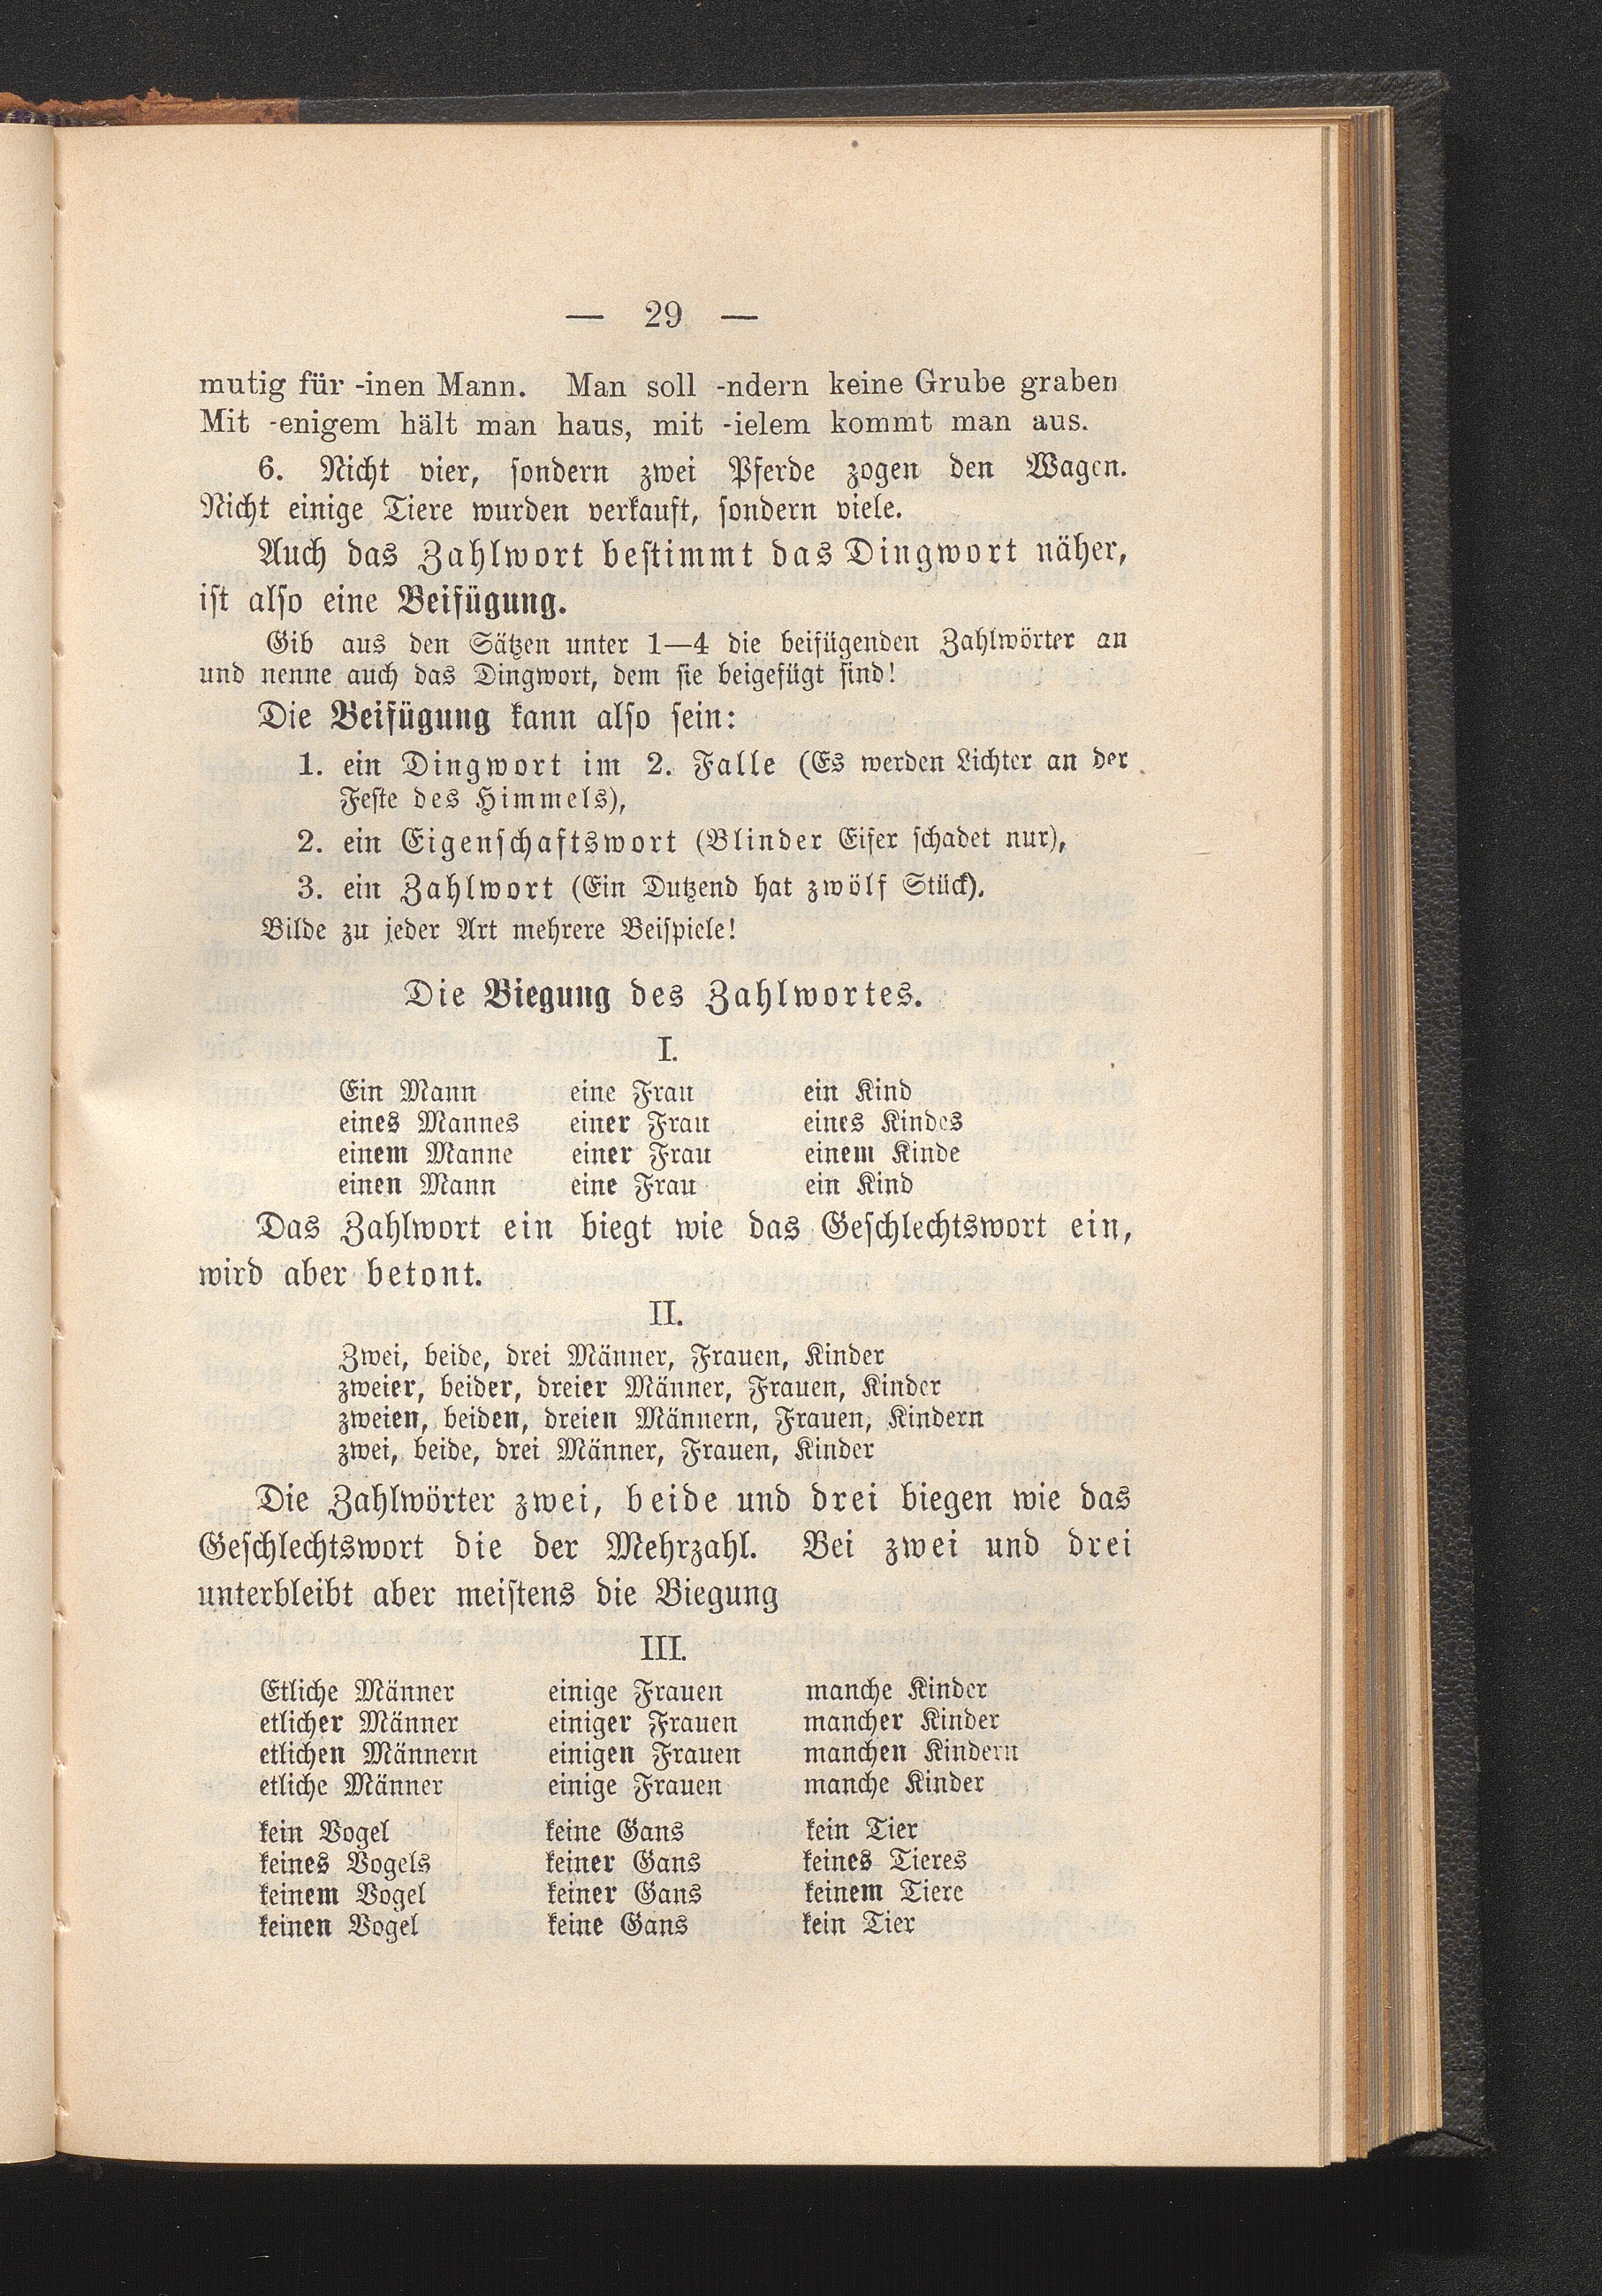 — 29 —
mutig für -inen Mann. Man soll -ndern keine Grube graben
Mit -enigem hält man haus, mit -ielem kommt man aus.
6. Nicht vier, sondern zwei Pferde zogen den Wagen.
Nicht einige Tiere wurden verkauft, sondern viele.
Auch das Zahlwort bestimmt das Dingwort näher,
ist also eine Beifügung.
Gib aus den Sätzen unter 1—4 die beifügenden Zahlwörter an
und nenne auch das Dingwort, dem sie beigefügt sind!
Die Beifügung kann also sein:
1. ein Dingwort im 2. Falle (Es werden Lichter an der
Feste des Himmels),
2. ein Eigenschaftswort (Blinder Eifer schadet nur),
3. ein Zahlwort (Ein Dutzend hat zwölf Stück).
Bilde zu jeder Art mehrere Beispiele!
Die Biegung des Zahlwortes.
I.
Ein Mann eine Frau ein Kind
eines Mannes einer Frau eines Kindes
einem Manne einer Frau einem Kinde
einen Mann eine Frau ein Kind
Das Zahlwort ein biegt wie das Geschlechtswort ein,
wird aber betont.
II.
Zwei, beide, drei Männer, Frauen, Kinder
zweier, beider, dreier Männer, Frauen, Kinder
zweien, beiden, dreien Männern, Frauen, Kindern
zwei, beide, drei Männer, Frauen, Kinder
Die Zahlwörter zwei, beide und drei biegen wie das
Geschlechtswort die der Mehrzahl. Bei zwei und drei
unterbleibt aber meistens die Biegung
III.
Etliche Männer einige Frauen manche Kinder
etlicher Männer einiger Frauen mancher Kinder
etlichen Männern einigen Frauen manchen Kindern
etliche Männer einige Frauen manche Kinder
kein Vogel keine Gans kein Tier
keines Vogels keiner Gans keines Tieres
keinem Vogel keiner Gans keinem Tiere
keinen Vogel keine Gans kein Tier